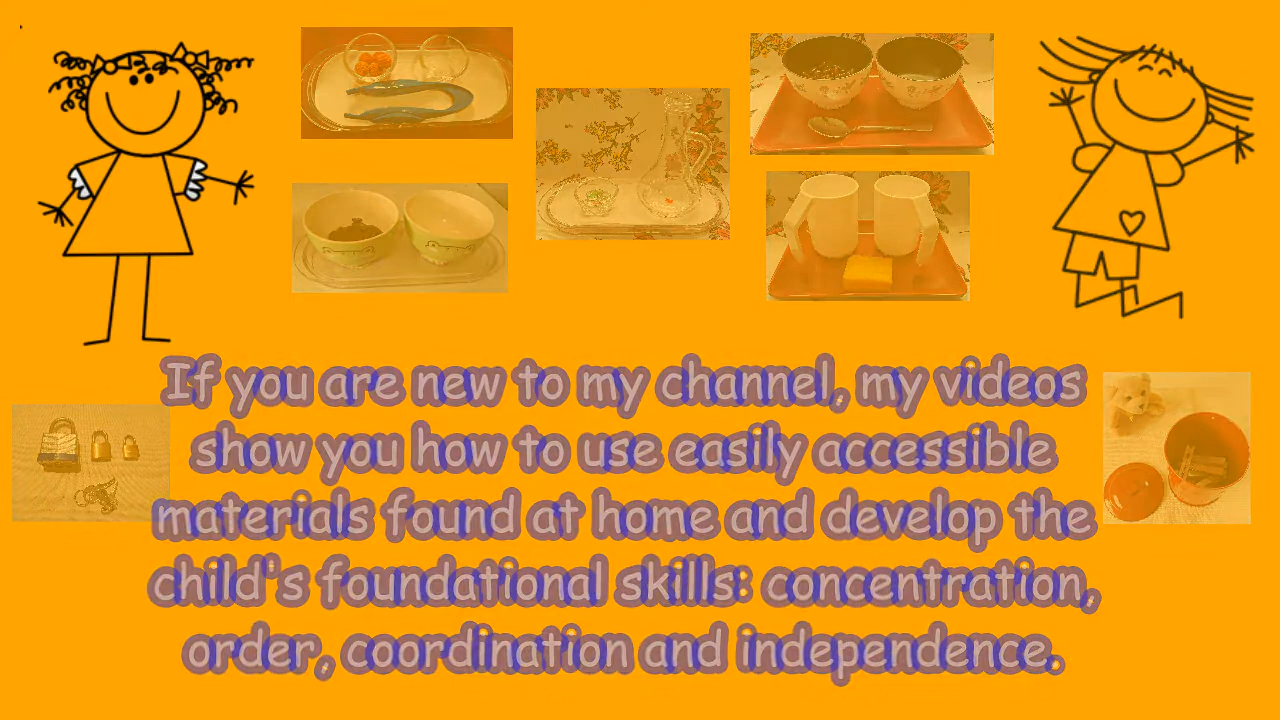 If you are new to my channel, my videos
show you how to use easily accessible
materials found at home and develop the
child's foundational skills: concentration,
order, coordination and independence.